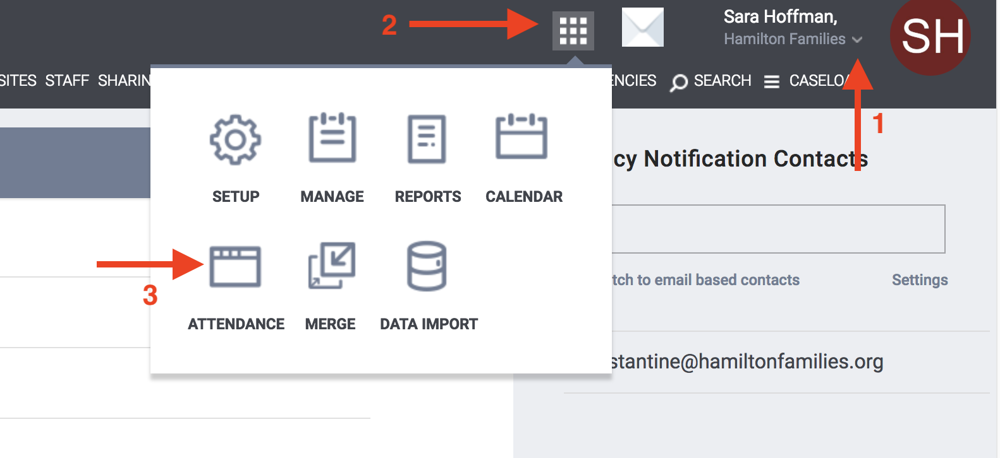 2
Sara Hoffman,
Hamilton Families
SH
SITES STAFF SHARIN
ENCIES SEARCH CASELOA
1
SETUP MANAGE REPORTS CALENDAR
cy Notification Contacts
3
tch to email based contacts Settings
ATTENDANCE MERGE DATA IMPORT
stantine@hamiltonfamilies.org